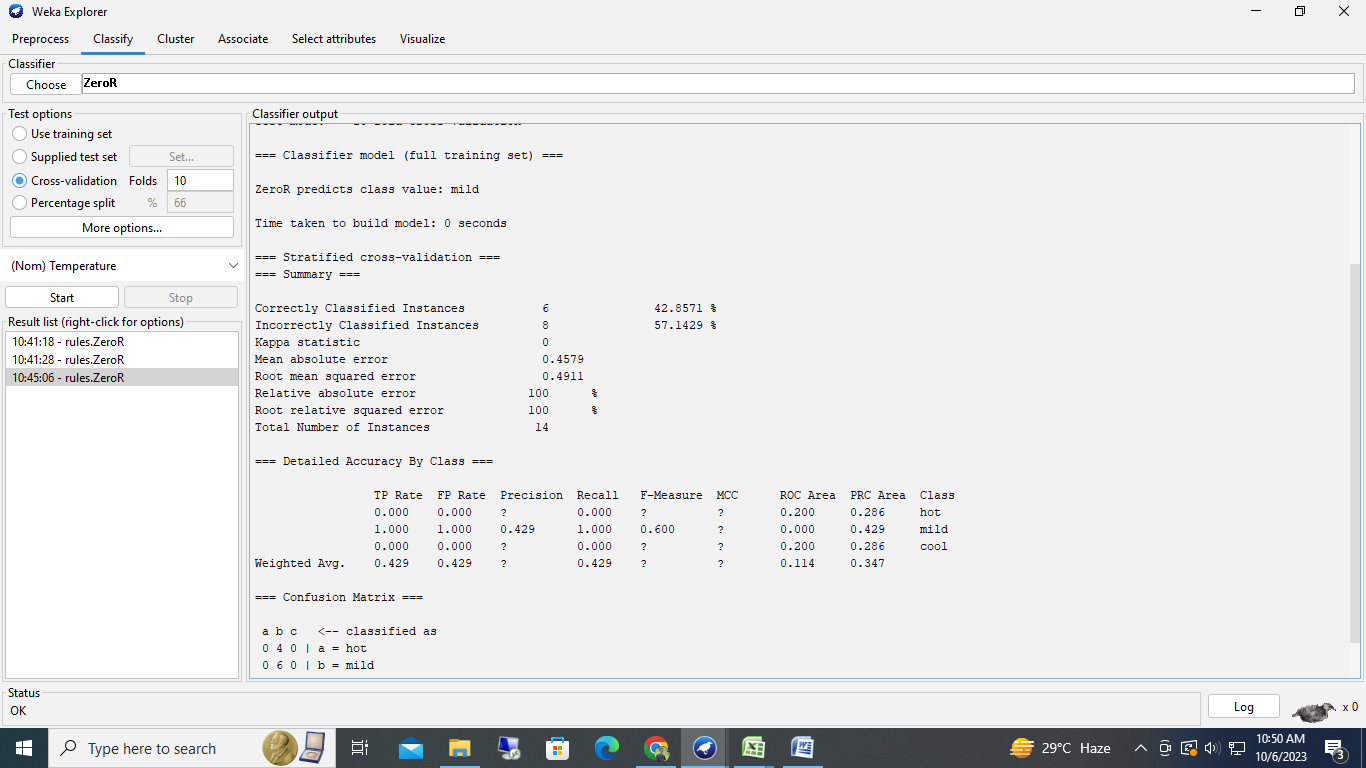 Weka Explorer
Preprocess Classify Cluster Associate Select attributes Visualize
Classifier
Choose ZeroR
Test options
Use training set
Supplied test set Set...
Cross-validation Folds 10
Percentage split % 66
More options...
(Nom) Temperature
Start Stop
Result list (right-click for options)
10:41:18 - rules.ZeroR
10:41:28 - rules.ZeroR
10:45:06 - rules.ZeroR
Classifier output
=== Classifier model (full training set) ===
ZeroR predicts class value: mild
Time taken to build model: 0 seconds
=== Stratified cross-validation ===
=== Summary ===
Correctly Classified Instances 6 42.8571 %
Incorrectly Classified Instances 8 57.1429 %
Kappa statistic 0
Mean absolute error 0.4579
Root mean squared error 0.4911
Relative absolute error 100 %
Root relative squared error 100 %
Total Number of Instances 14
=== Detailed Accuracy By Class ===
TP Rate FP Rate Precision Recall F-Measure MCC ROC Area PRC Area Class
0.000 0.000 ? 0.000 ? ? 0.200 0.286 hot
1.000 1.000 0.429 1.000 0.600 ? 0.000 0.429 mild
0.000 0.000 ? 0.000 ? ? 0.200 0.286 cool
Weighted Avg. 0.429 0.429 ? 0.429 ? ? 0.114 0.347
=== Confusion Matrix ===
a b c <-- classified as
0 4 0 | a = hot
0 6 0 | b = mild
Status
OK
Log x 0
Type here to search
29°C Haze
10:50 AM
10/6/2023
3